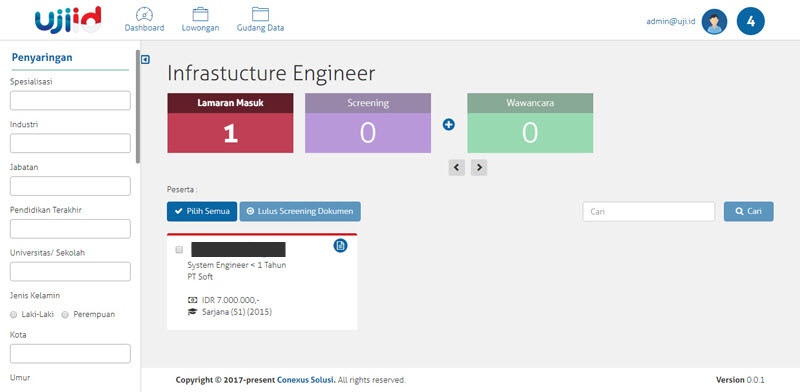 ujiid
Dashboard
Lowongan
Gudang Data
admin@uji.id
4
Penyaringan
Spesialisasi
Industri
Jabatan
Pendidikan Terakhir
Universitas/ Sekolah
Jenis Kelamin
Laki-Laki
Perempuan
Kota
Umur
Infrastucture Engineer
Lamaran Masuk
1
Screening
0
Wawancara
0
Peserta :
Pilih Semua
Lulus Screening Dokumen
Cari
Cari
System Engineer < 1 Tahun
PT Soft
IDR 7.000.000,-
Sarjana (S1) (2015)
Copyright © 2017-present Conexus Solusi. All rights reserved.
Version 0.0.1